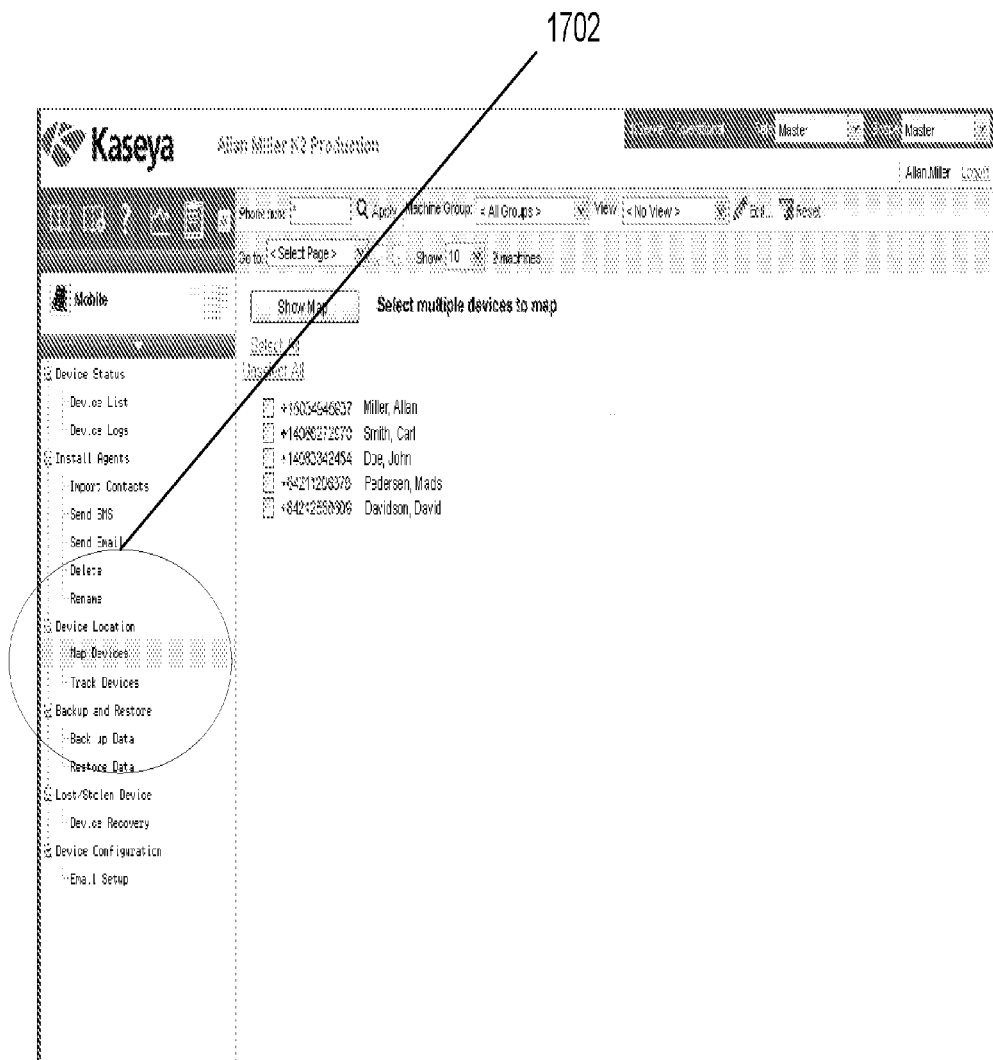 1702
Kaseya
Allan Miller K2 Production
Master
Master
Allan.Miller Logoff
Apply Machine Group: < All Groups > View < No View > Edit... Reset
Go to: < Select Page > Show 10 2 machines
Mobile
Show Map Select multiple devices to map
Select All
Unselect All
Miller, Allan
Smith, Carl
Doe, John
Pedersen, Mads
Davidson, David
Device Status
Device List
Device Logs
Install Agents
Import Contacts
Send SMS
Send Email
Delete
Rename
Device Location
Map Devices
Track Devices
Backup and Restore
Back up Data
Restore Data
Lost/Stolen Device
Device Recovery
Device Configuration
Email Setup